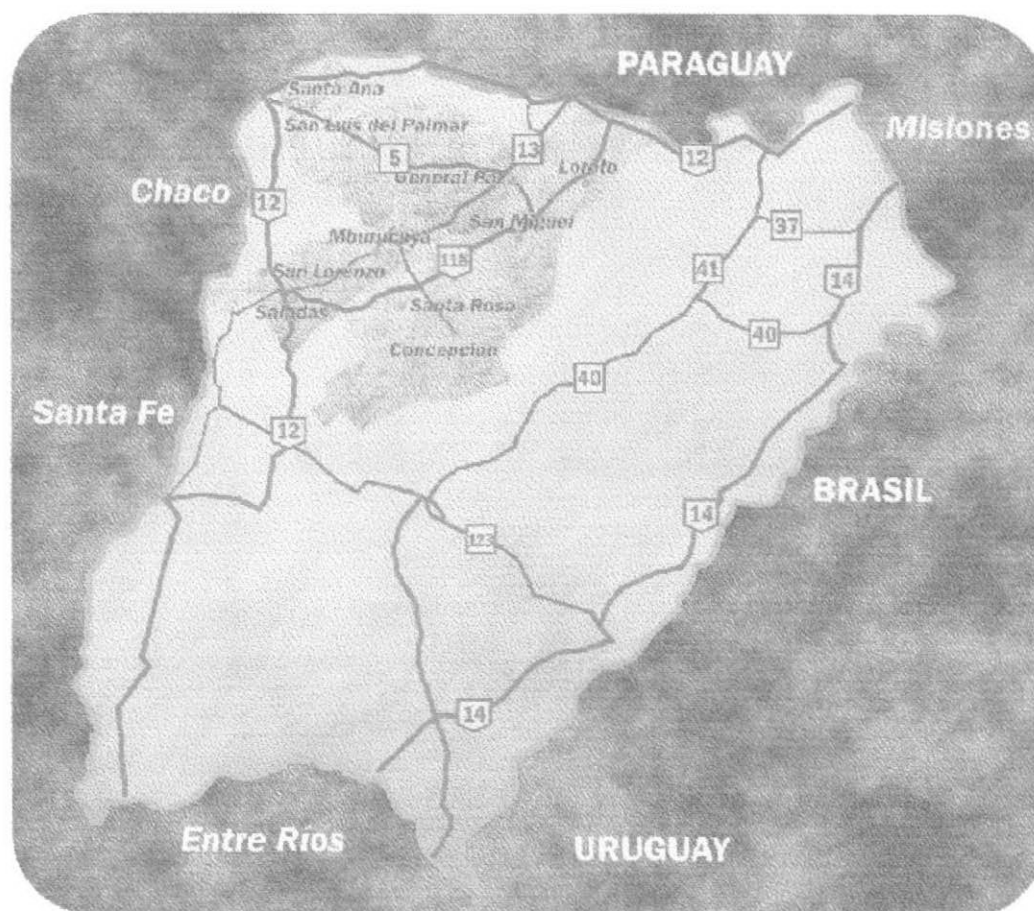 PARAGUAY
Santa Ana
Misiones
San Luis del Palmar
13
5
12
Loreto
General Paz
Chaco
12
San Miguel
37
Mburucuya
118
41
14
San Lorenzo
Saladas
Santa Rosa
40
Concepcion
40
Santa Fe
12
BRASIL
14
123
14
Entre Ríos
URUGUAY